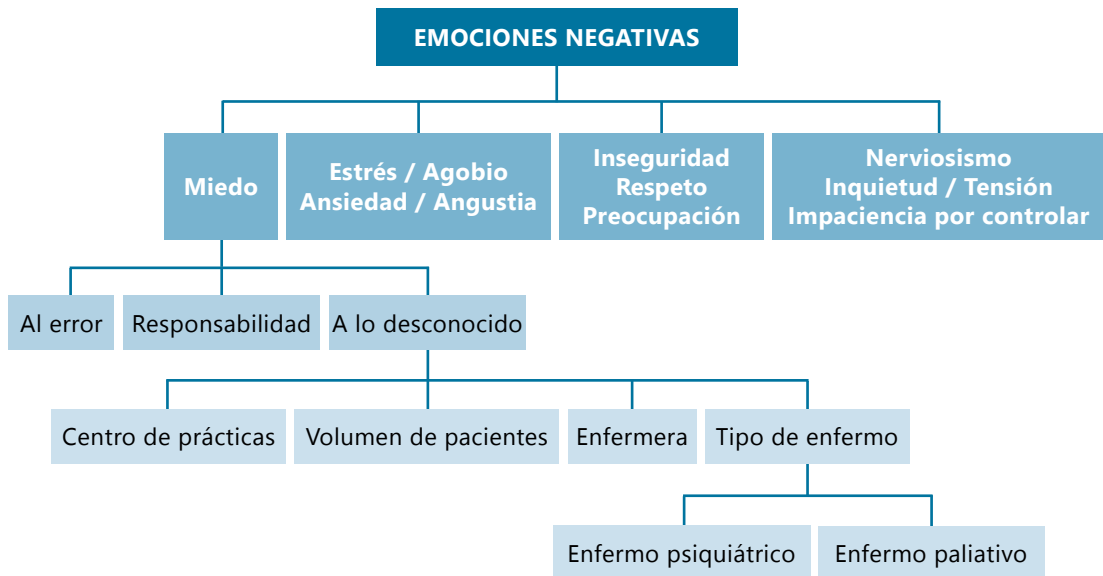 EMOCIONES NEGATIVAS
Miedo
Estrés / Agobio
Ansiedad / Angustia
Inseguridad
Respeto
Preocupación
Nerviosismo
Inquietud / Tensión
Impaciencia por controlar
Al error
Responsabilidad
A lo desconocido
Centro de prácticas
Volumen de pacientes
Enfermera
Tipo de enfermo
Enfermo psiquiátrico
Enfermo paliativo